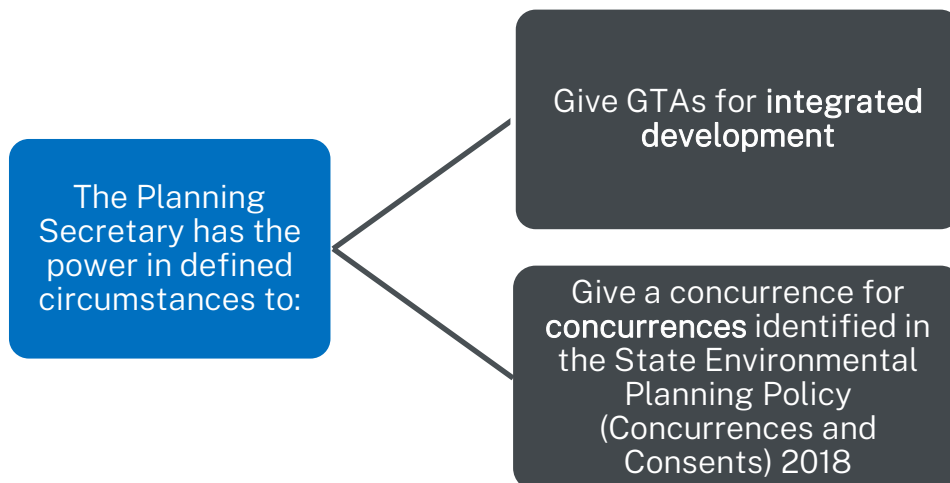 The Planning
Secretary has the
power in defined
circumstances to:
Give GTAs for integrated
development
Give a concurrence for
concurrences identified in
the State Environmental
Planning Policy
(Concurrences and
Consents) 2018